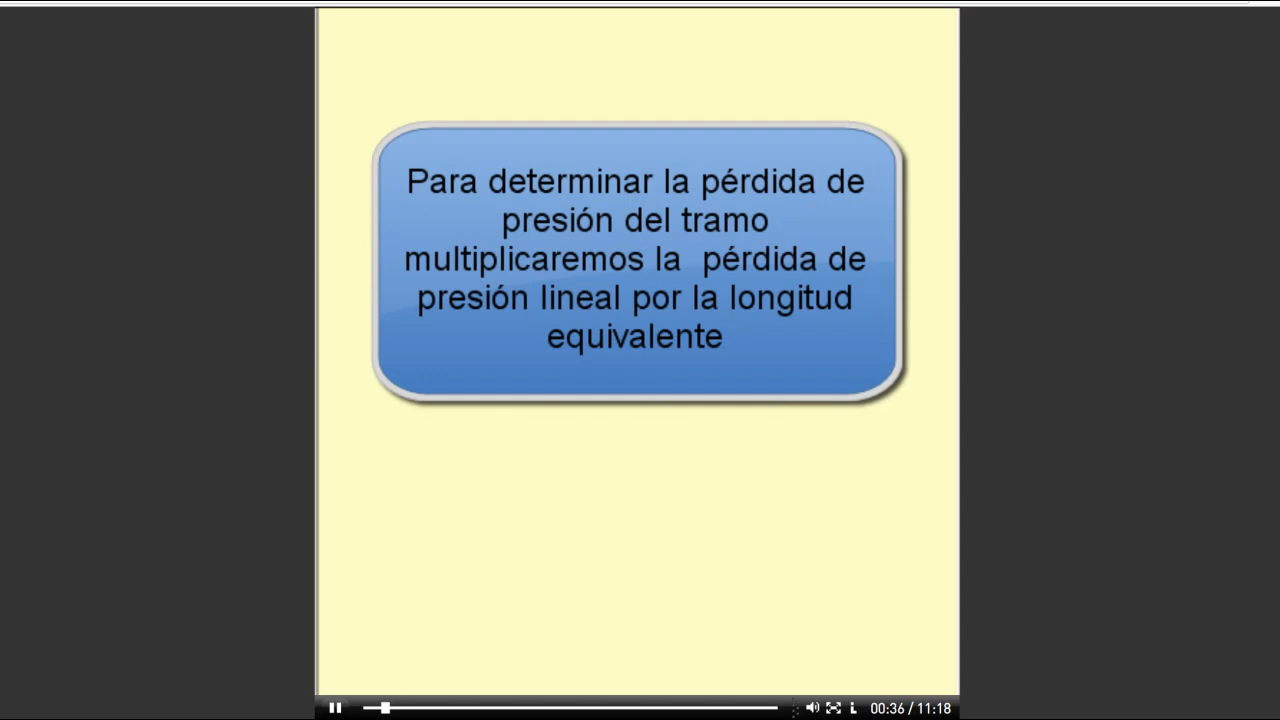 Para determinar la pérdida de
presión del tramo
multiplicaremos la  pérdida de
presión lineal por la longitud
equivalente
00:36 / 11:18